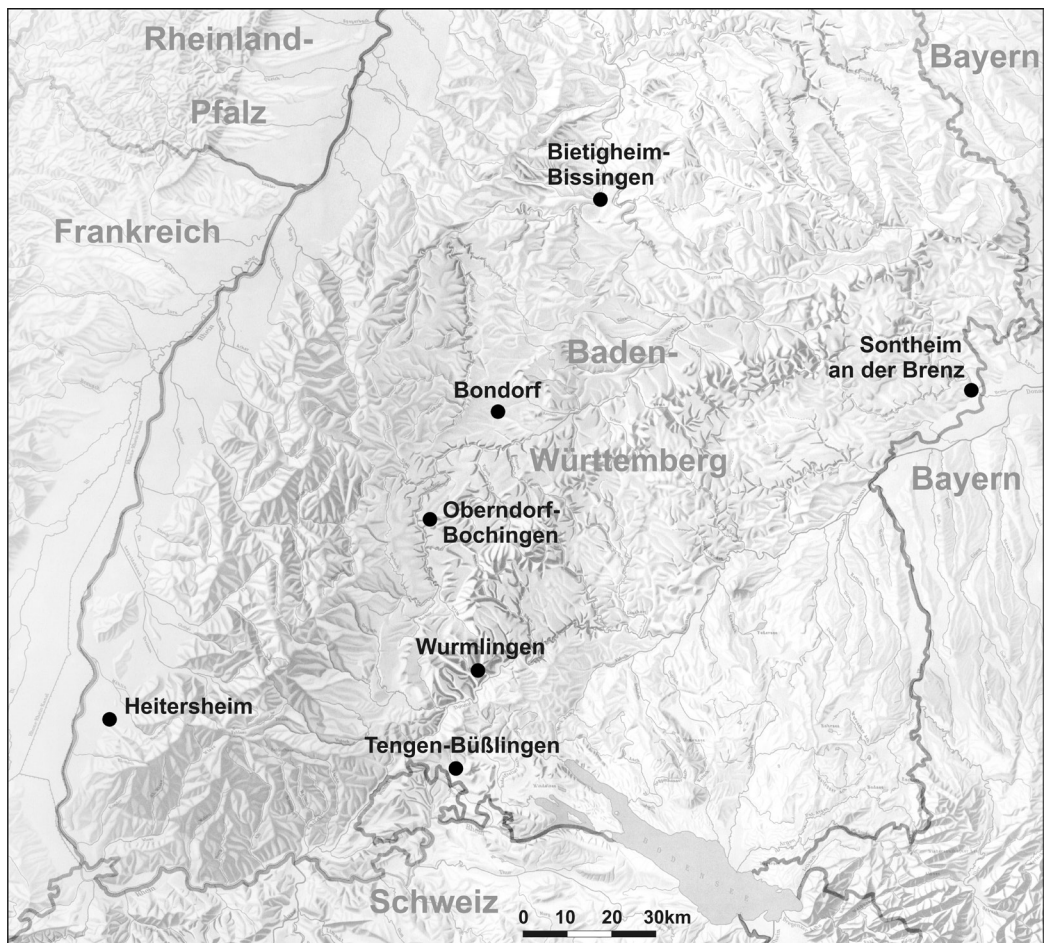 Rheinland-
Pfalz
Bayern
Bietigheim-
Bissingen
Frankreich
Baden-
Württemberg
Sontheim
an der Brenz
Bondorf
Bayern
Oberndorf-
Bochingen
Wurmlingen
Heitersheim
Tengen-Büßlingen
BODENSEE
Schweiz
0 10 20 30km